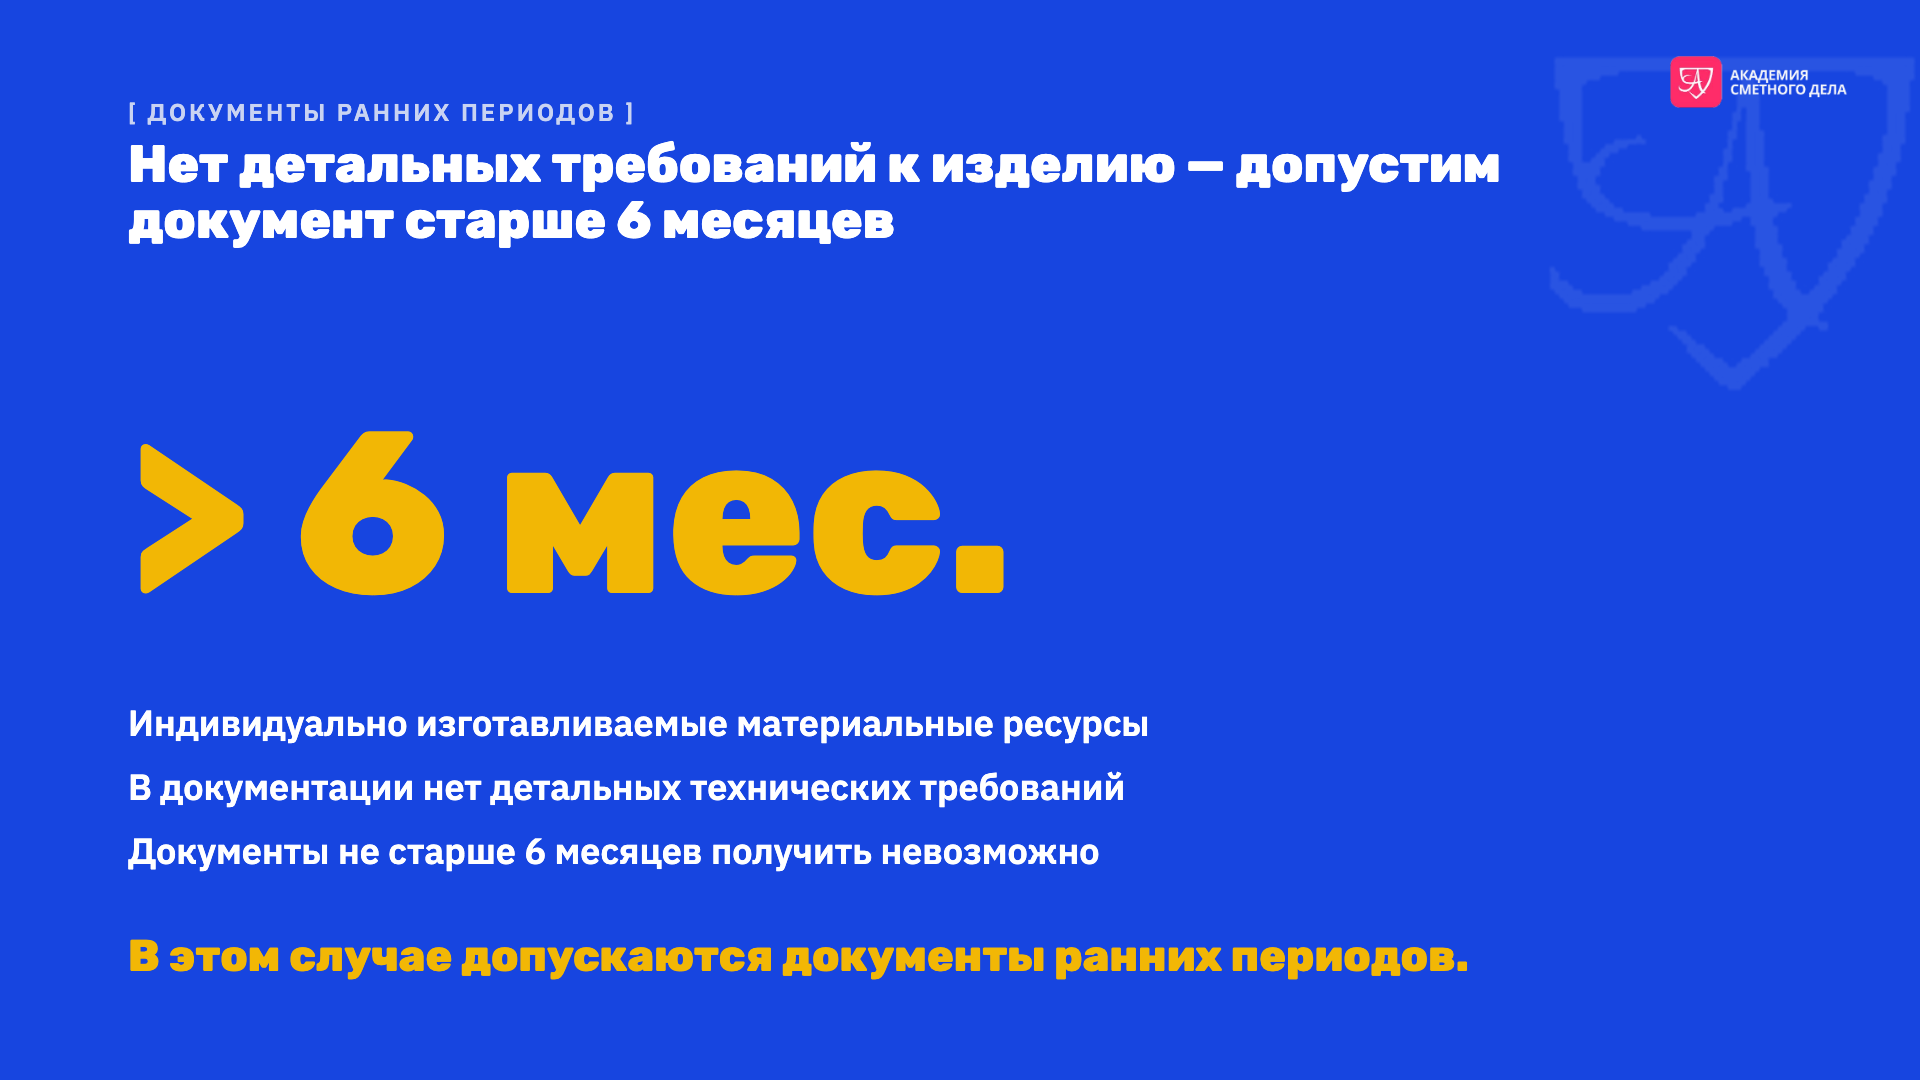 [ ДОКУМЕНТЫ РАННИХ ПЕРИОДОВ ]
АКАДЕМИЯ
СМЕТНОГО ДЕЛА
Нет детальных требований к изделию — допустим
документ старше 6 месяцев
> 6 мес.
Индивидуально изготавливаемые материальные ресурсы
В документации нет детальных технических требований
Документы не старше 6 месяцев получить невозможно
В этом случае допускаются документы ранних периодов.